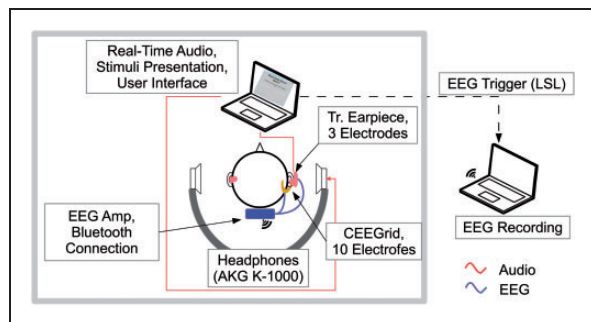 Real-Time Audio,
Stimuli Presentation,
User Interface
EEG Trigger (LSL)
Tr. Earpiece,
3 Electrodes
EEG Amp,
Bluetooth
Connection
CEEGrid,
10 Electrofes
EEG Recording
Headphones
(AKG K-1000)
Audio
EEG